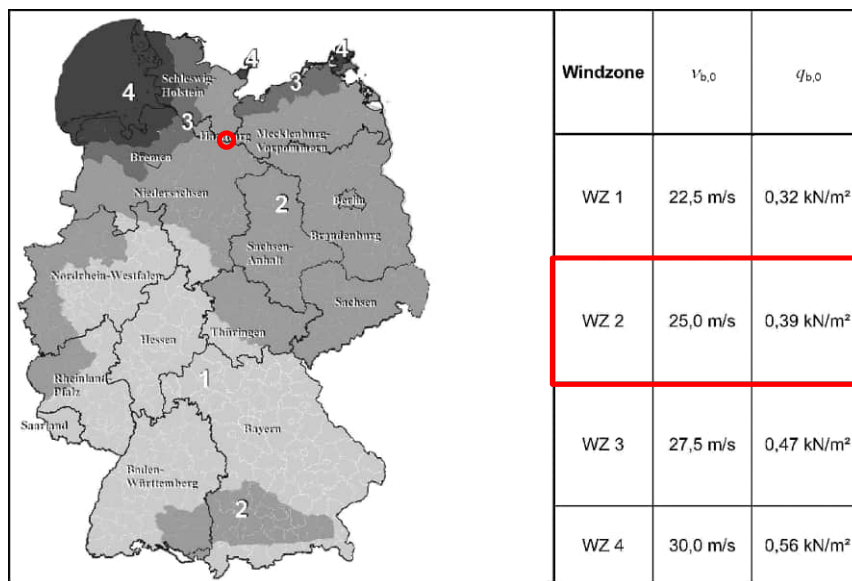 4
4
Schleswig-
Holstein
3
4
3
Hamburg
Mecklenburg-
Vorpommern
Bremen
Niedersachsen
2
Berlin
Brandenburg
Sachsen-
Anhalt
Nordrhein-Westfalen
Sachsen
Thüringen
Hessen
1
Rheinland-
Pfalz
Saarland
Bayern
Baden-
Württemberg
2
Windzone v_b,0 q_b,0
WZ 1 22,5 m/s 0,32 kN/m²
WZ 2 25,0 m/s 0,39 kN/m²
WZ 3 27,5 m/s 0,47 kN/m²
WZ 4 30,0 m/s 0,56 kN/m²